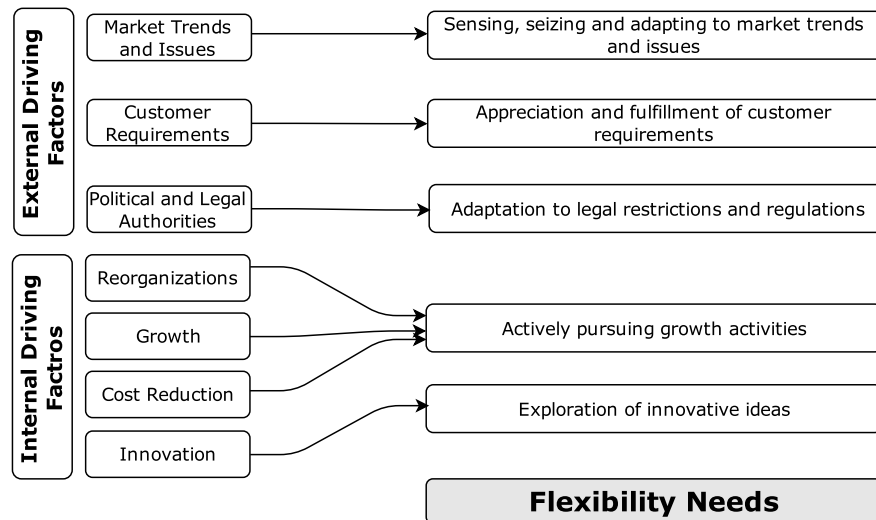 External Driving
Factors
Market Trends
and Issues
Sensing, seizing and adapting to market trends
and issues
Customer
Requirements
Appreciation and fulfillment of customer
requirements
Political and Legal
Authorities
Adaptation to legal restrictions and regulations
Internal Driving
Factros
Reorganizations
Growth
Cost Reduction
Innovation
Actively pursuing growth activities
Exploration of innovative ideas
Flexibility Needs